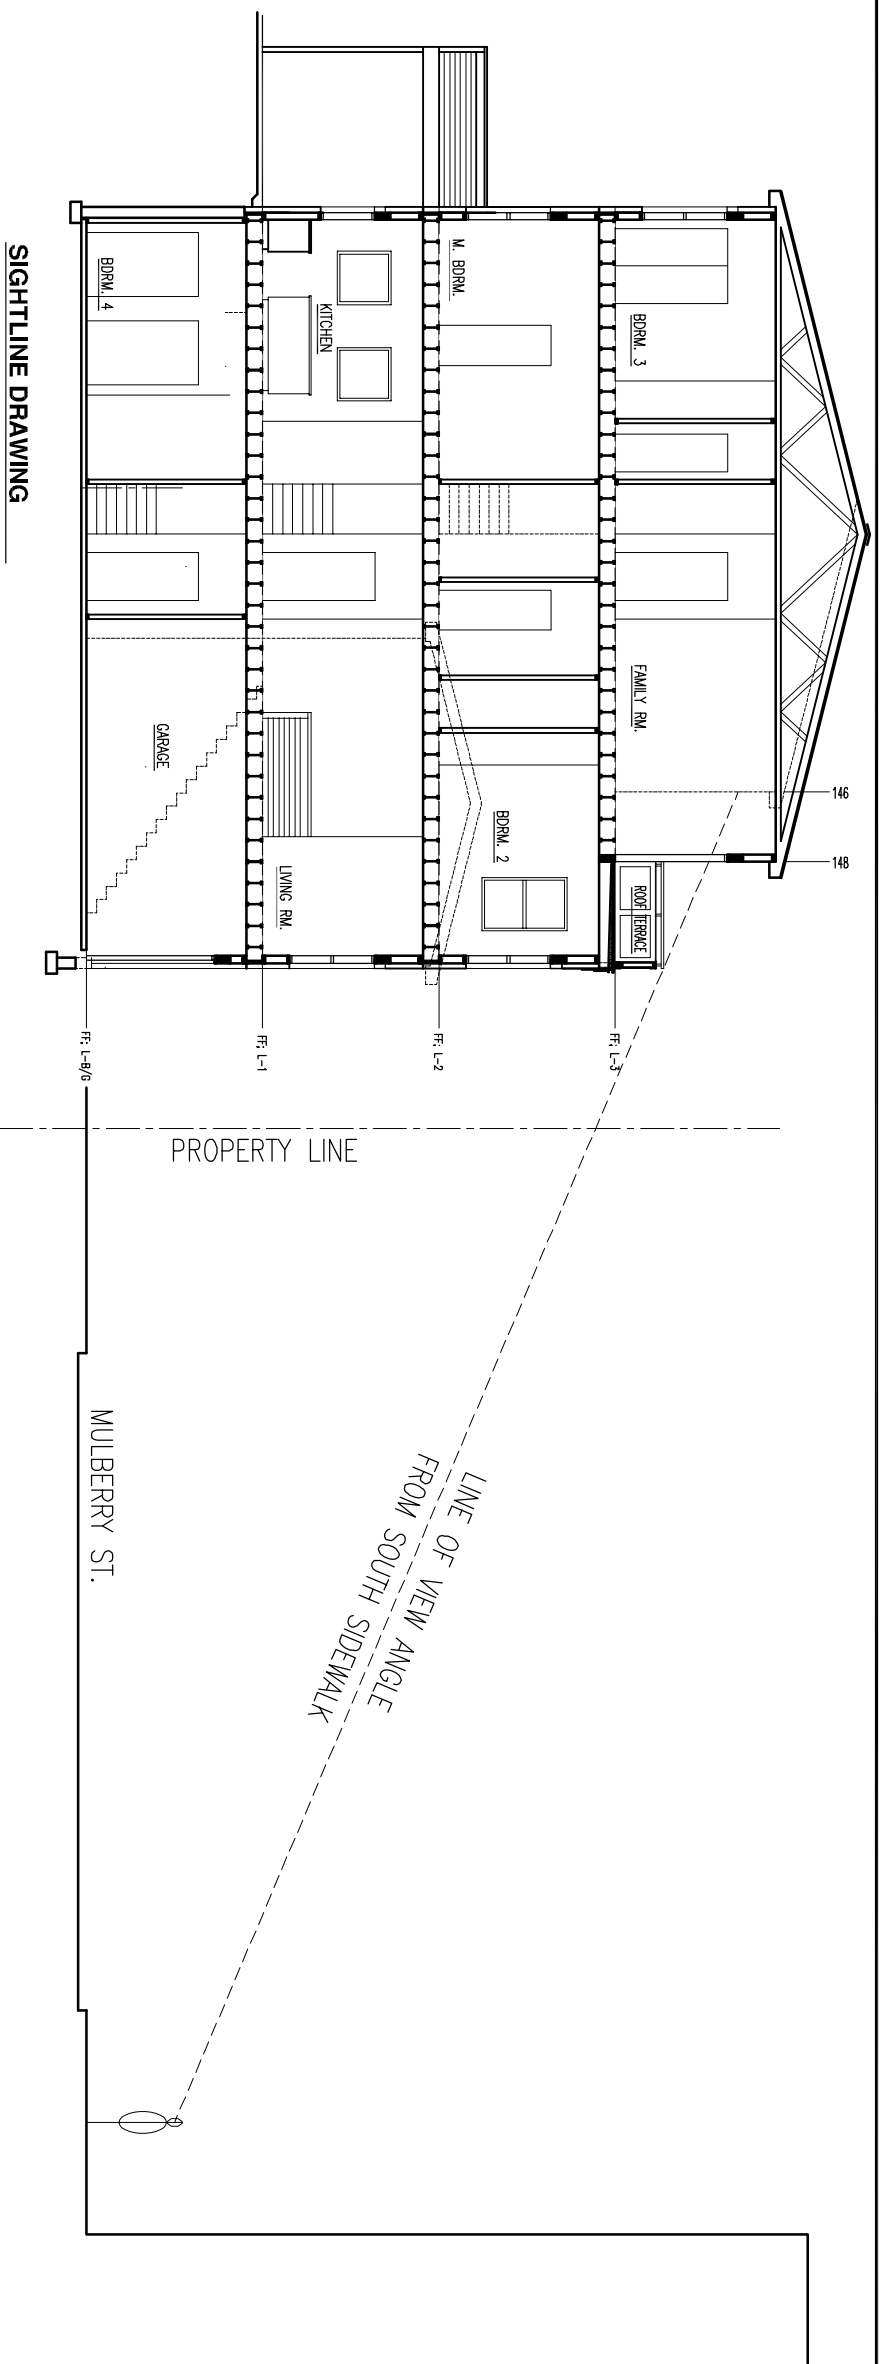 146
148
BDRM. 3
FAMILY RM.
ROOF TERRACE
M. BDRM.
BDRM. 2
FF; L-3
KITCHEN
LIVING RM.
FF; L-2
BDRM. 4
GARAGE
FF; L-1
FF; L-B/G
PROPERTY LINE
LINE OF VIEW ANGLE
FROM SOUTH SIDEWALK
MULBERRY ST.
SIGHTLINE DRAWING